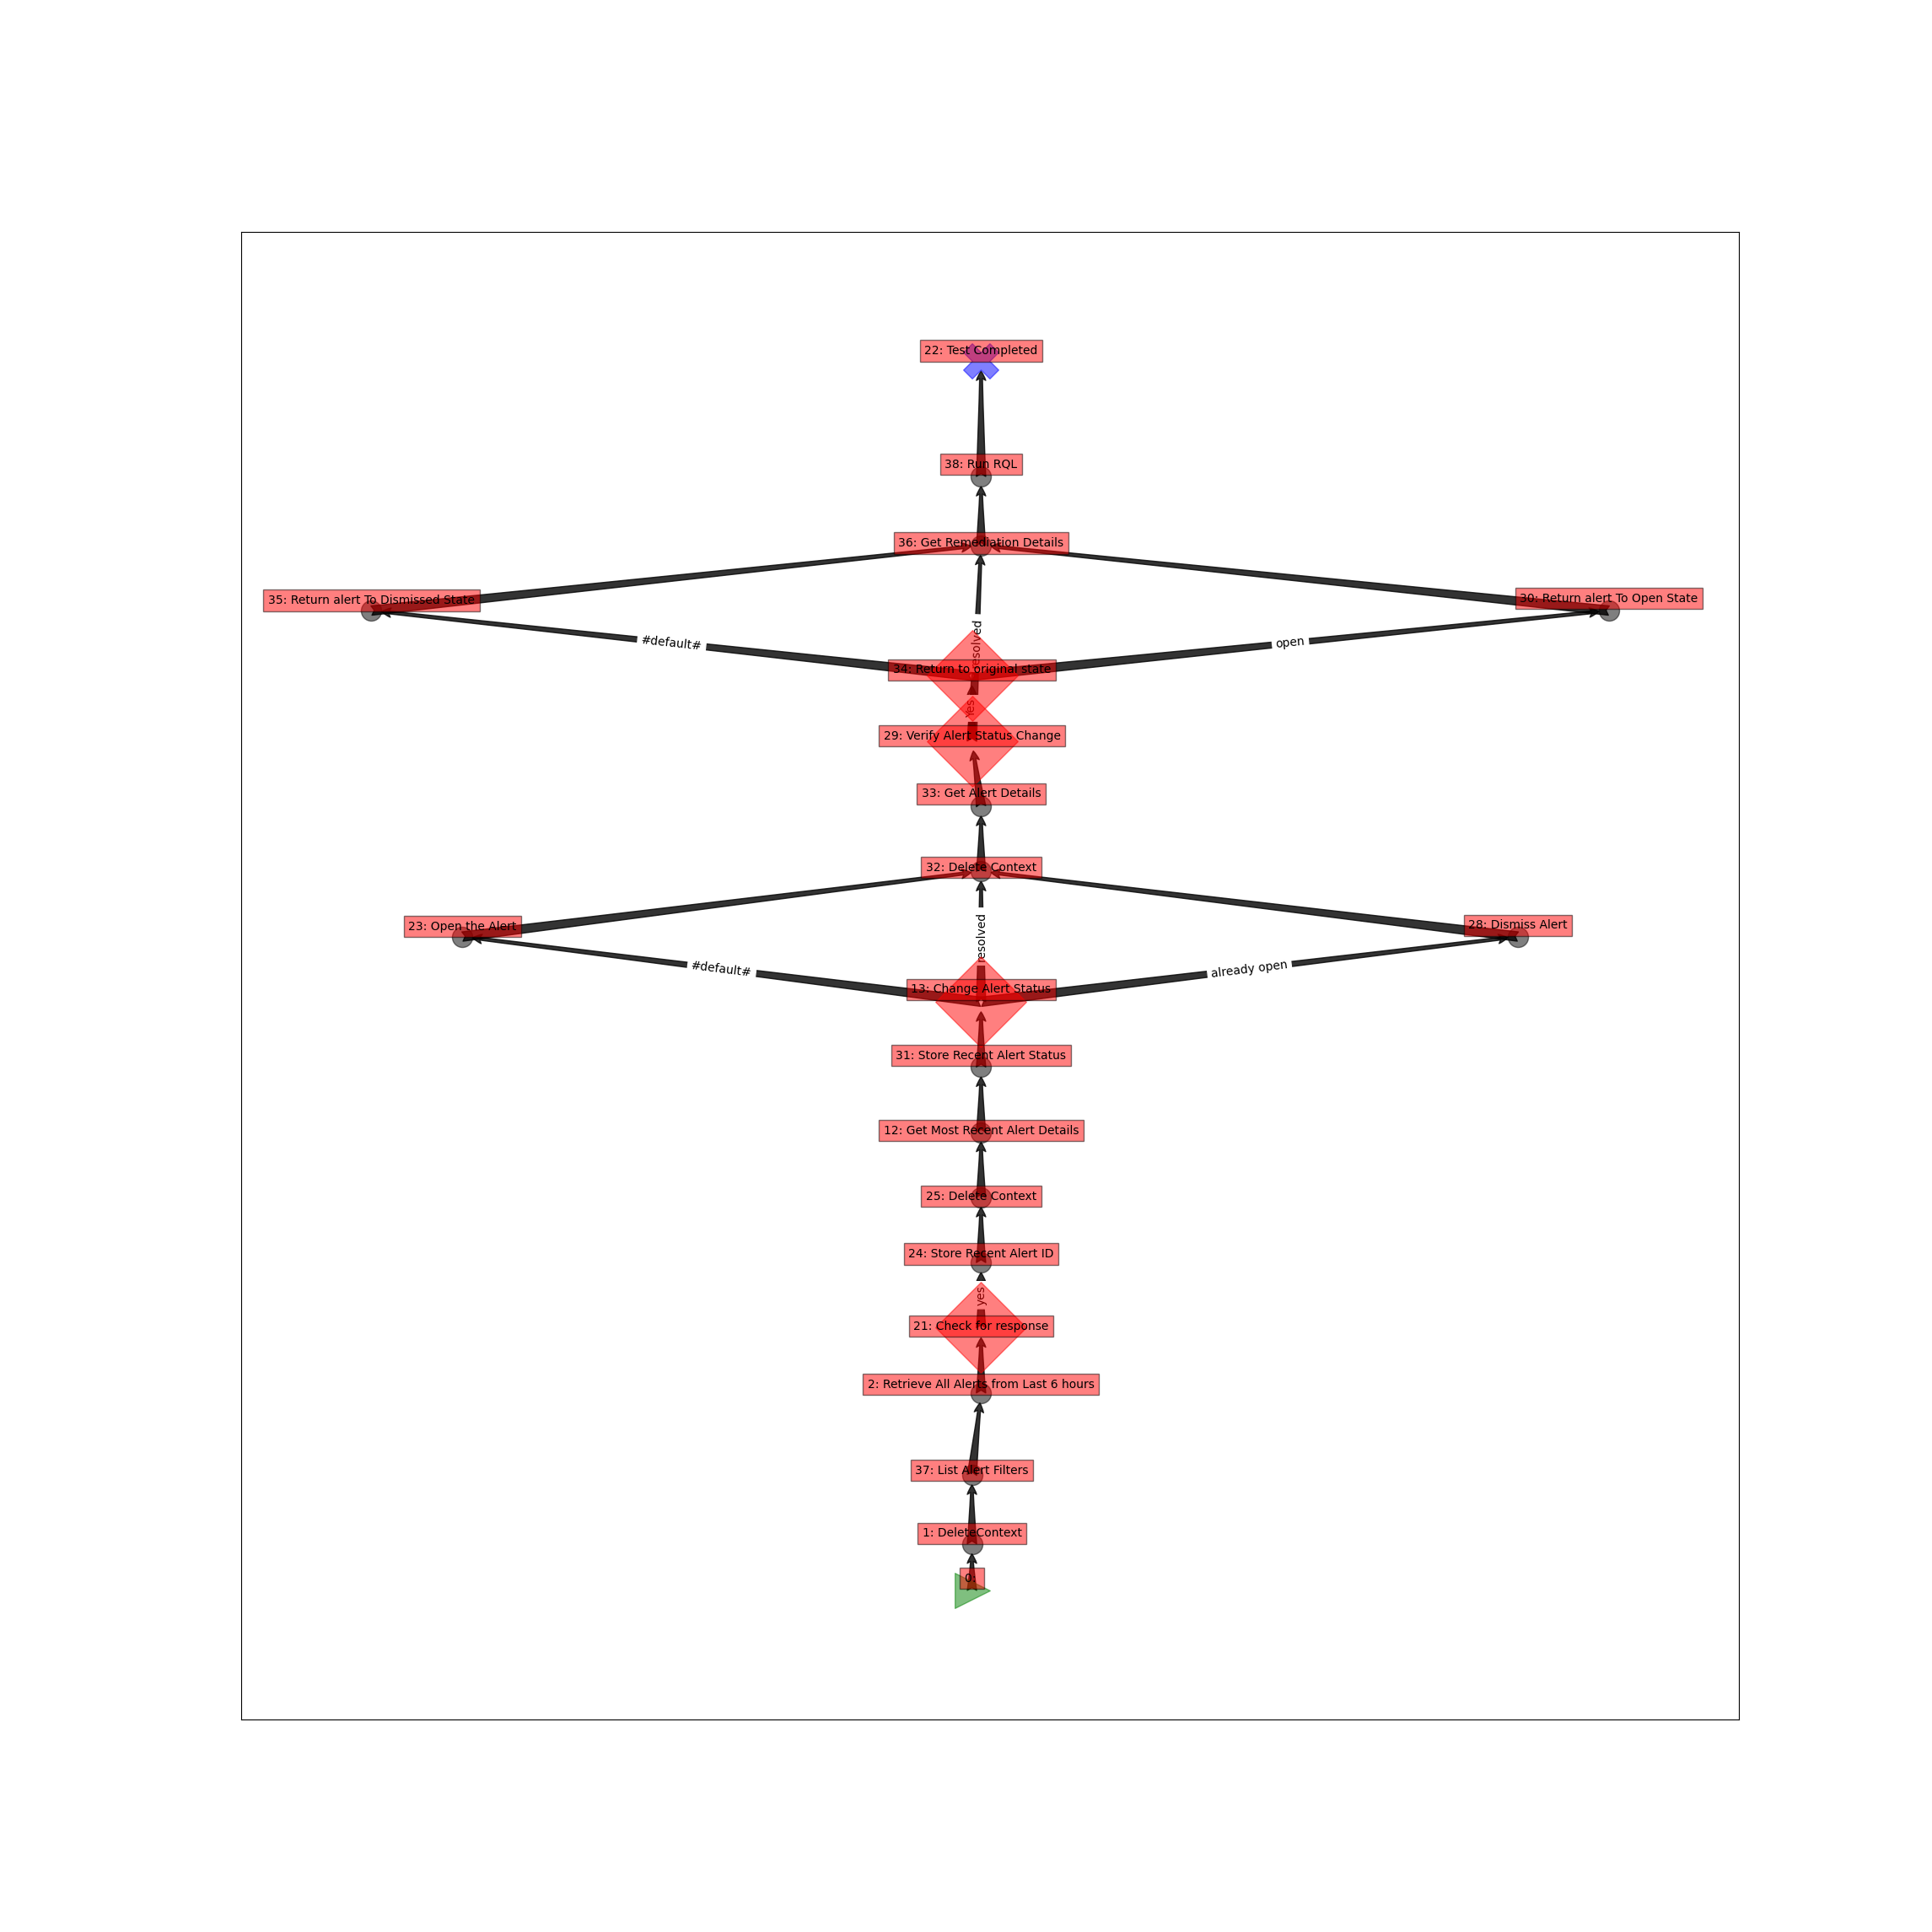 22: Test Completed
38: Run RQL
36: Get Remediation Details
35: Return alert To Dismissed State
30: Return alert To Open State
resolved
#default#
open
34: Return to original state
Yes
29: Verify Alert Status Change
33: Get Alert Details
32: Delete Context
23: Open the Alert
28: Dismiss Alert
resolved
#default#
already open
13: Change Alert Status
31: Store Recent Alert Status
12: Get Most Recent Alert Details
25: Delete Context
24: Store Recent Alert ID
yes
21: Check for response
2: Retrieve All Alerts from Last 6 hours
37: List Alert Filters
1: DeleteContext
0: